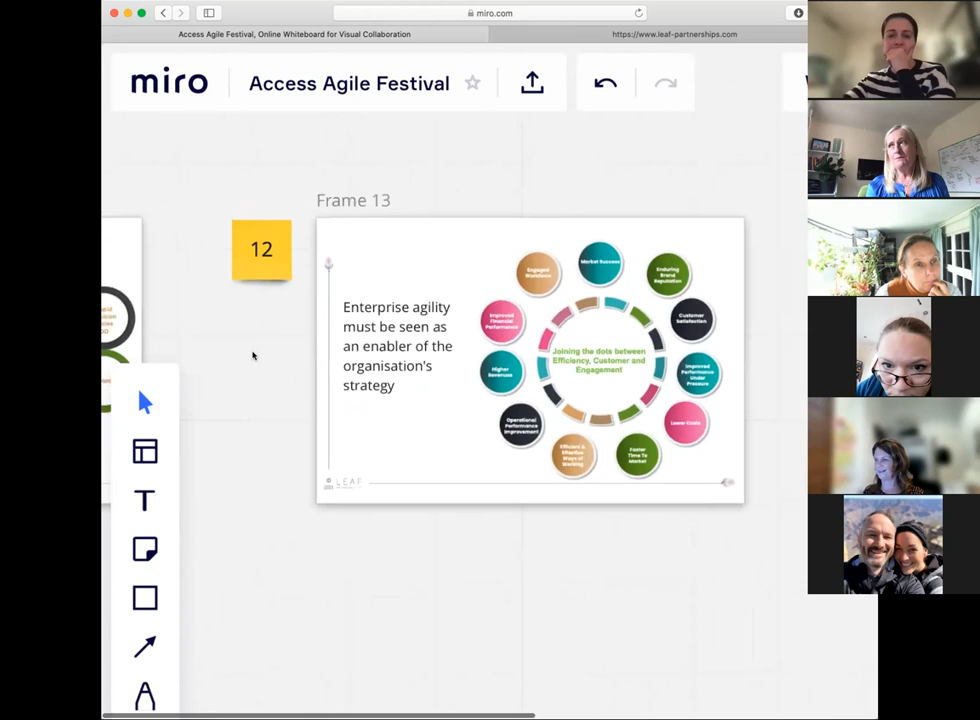 miro.com
Access Agile Festival, Online Whiteboard for Visual Collaboration
https://www.leaf-partnerships.com
miro
Access Agile Festival
Frame 13
12
Enterprise agility
must be seen as
an enabler of the
organisation's
strategy
Engaged
Workforce
Market Success
Enduring
Brand
Reputation
Improved
Financial
Performance
Customer
Satisfaction
Joining the dots between
Efficiency, Customer and
Engagement
Higher
Revenues
Improved
Performance
Under
Pressure
Operational
Performance
Improvement
Lower Costs
Efficient &
Effective
Ways of
Working
Faster
Time To
Market
LEAF
T